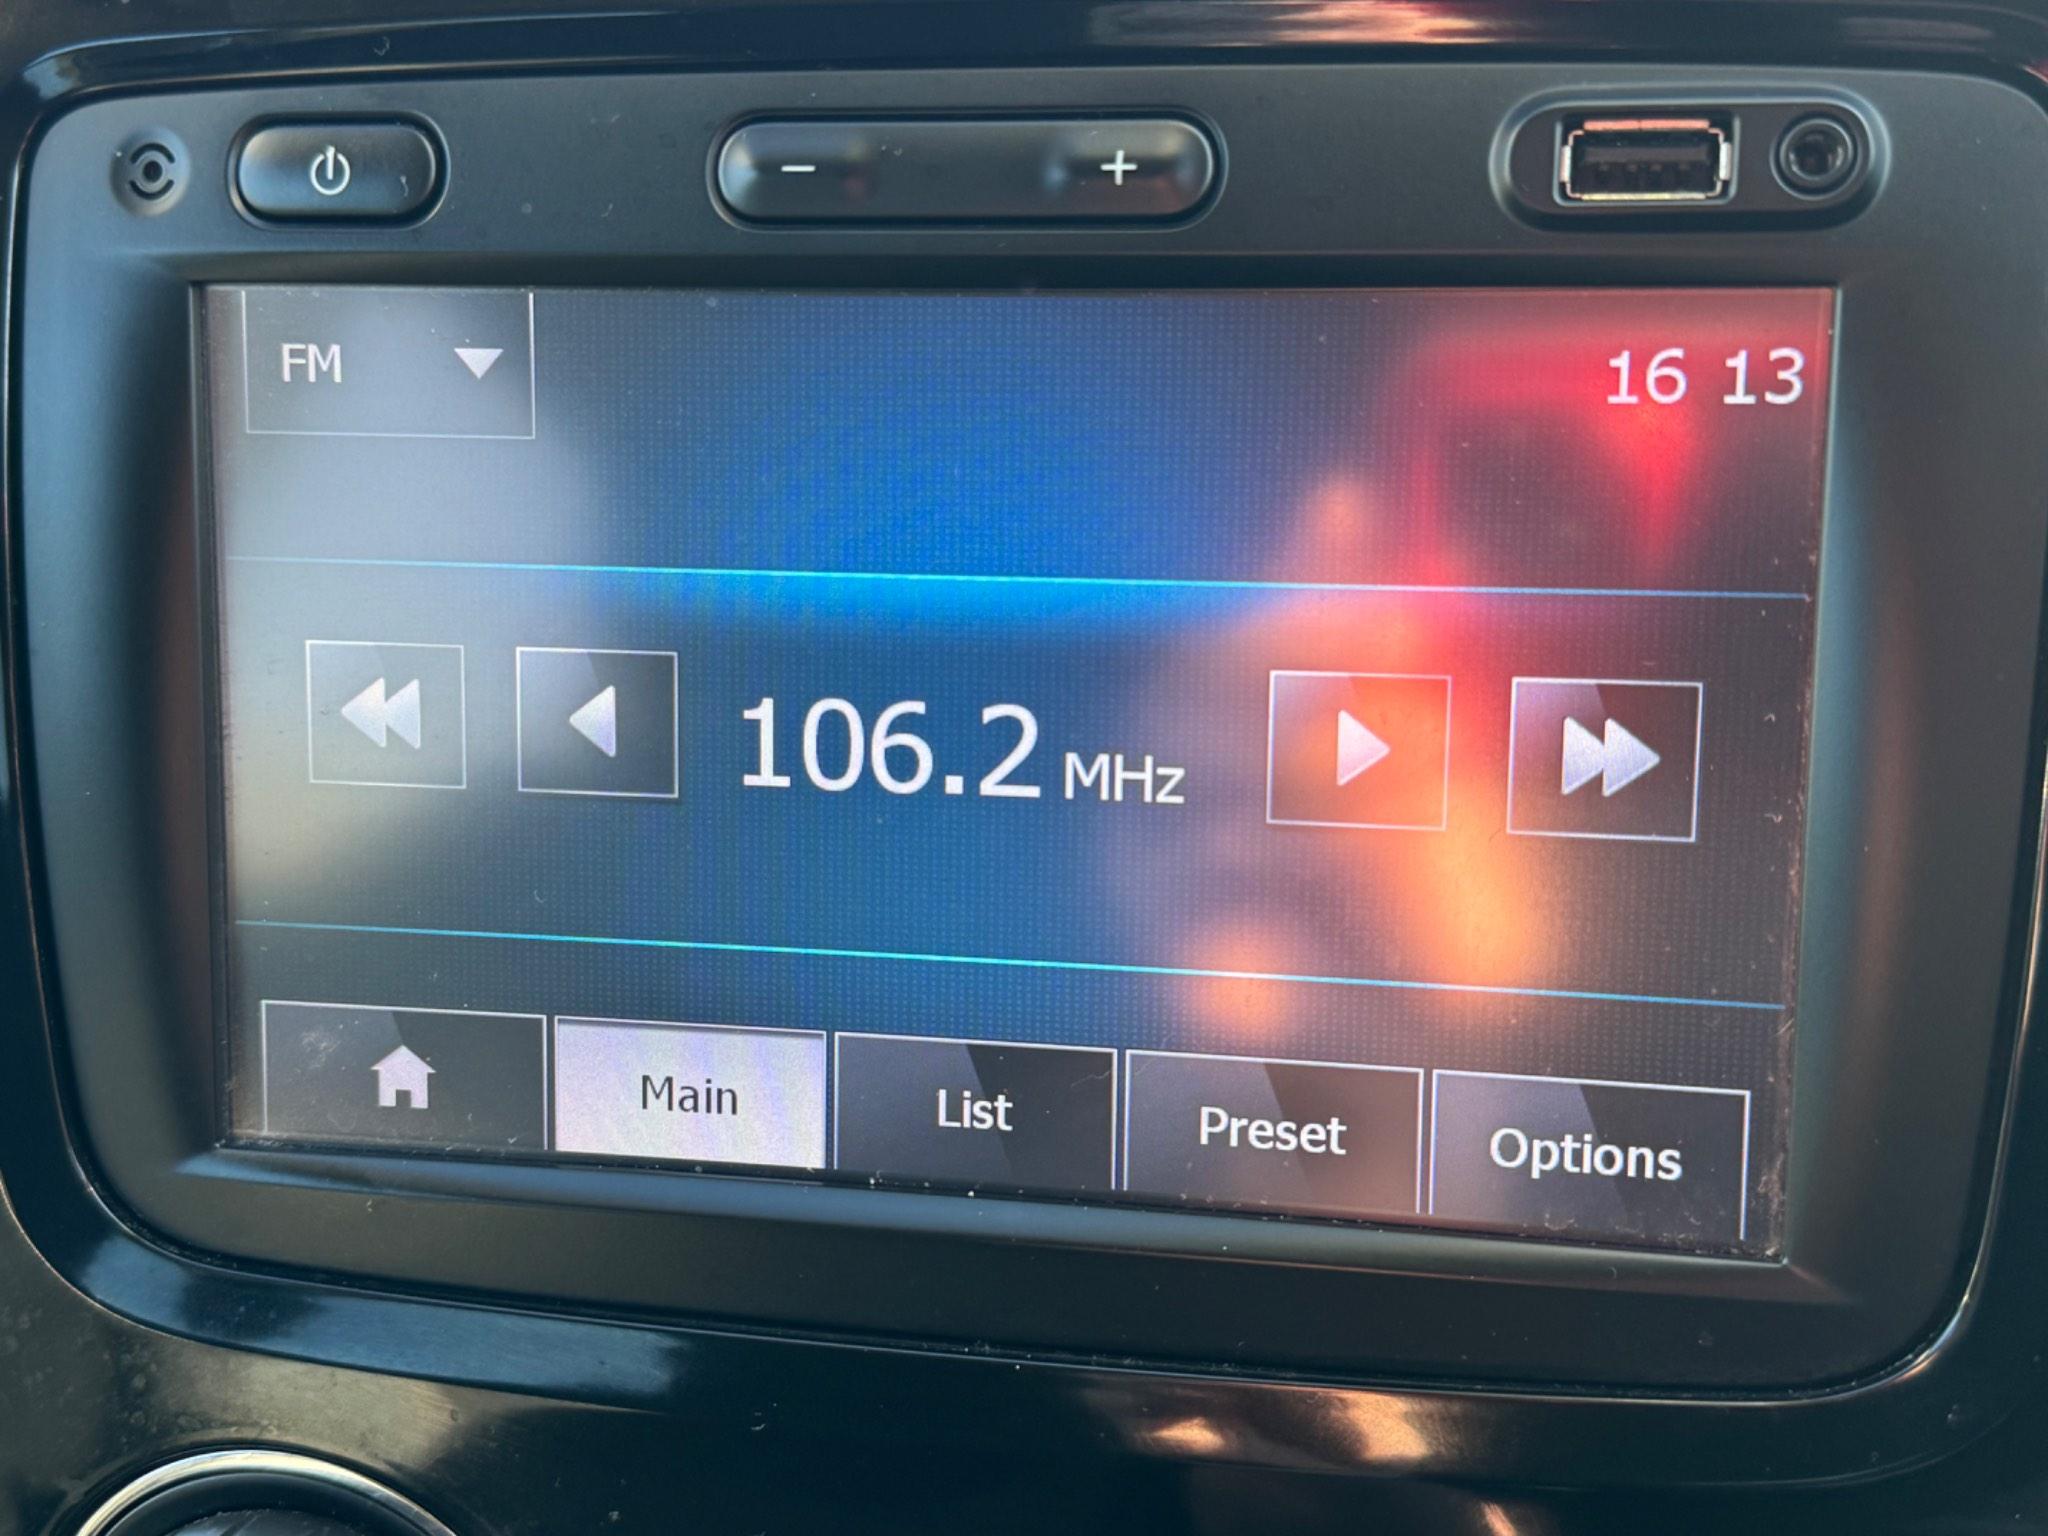 FM
16 13
106.2 MHz
Main List Preset Options